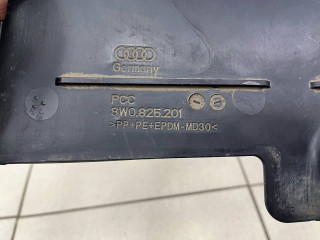 Germany
PCC
8W0.825.201
>PP+PE+EPDM-MD30<